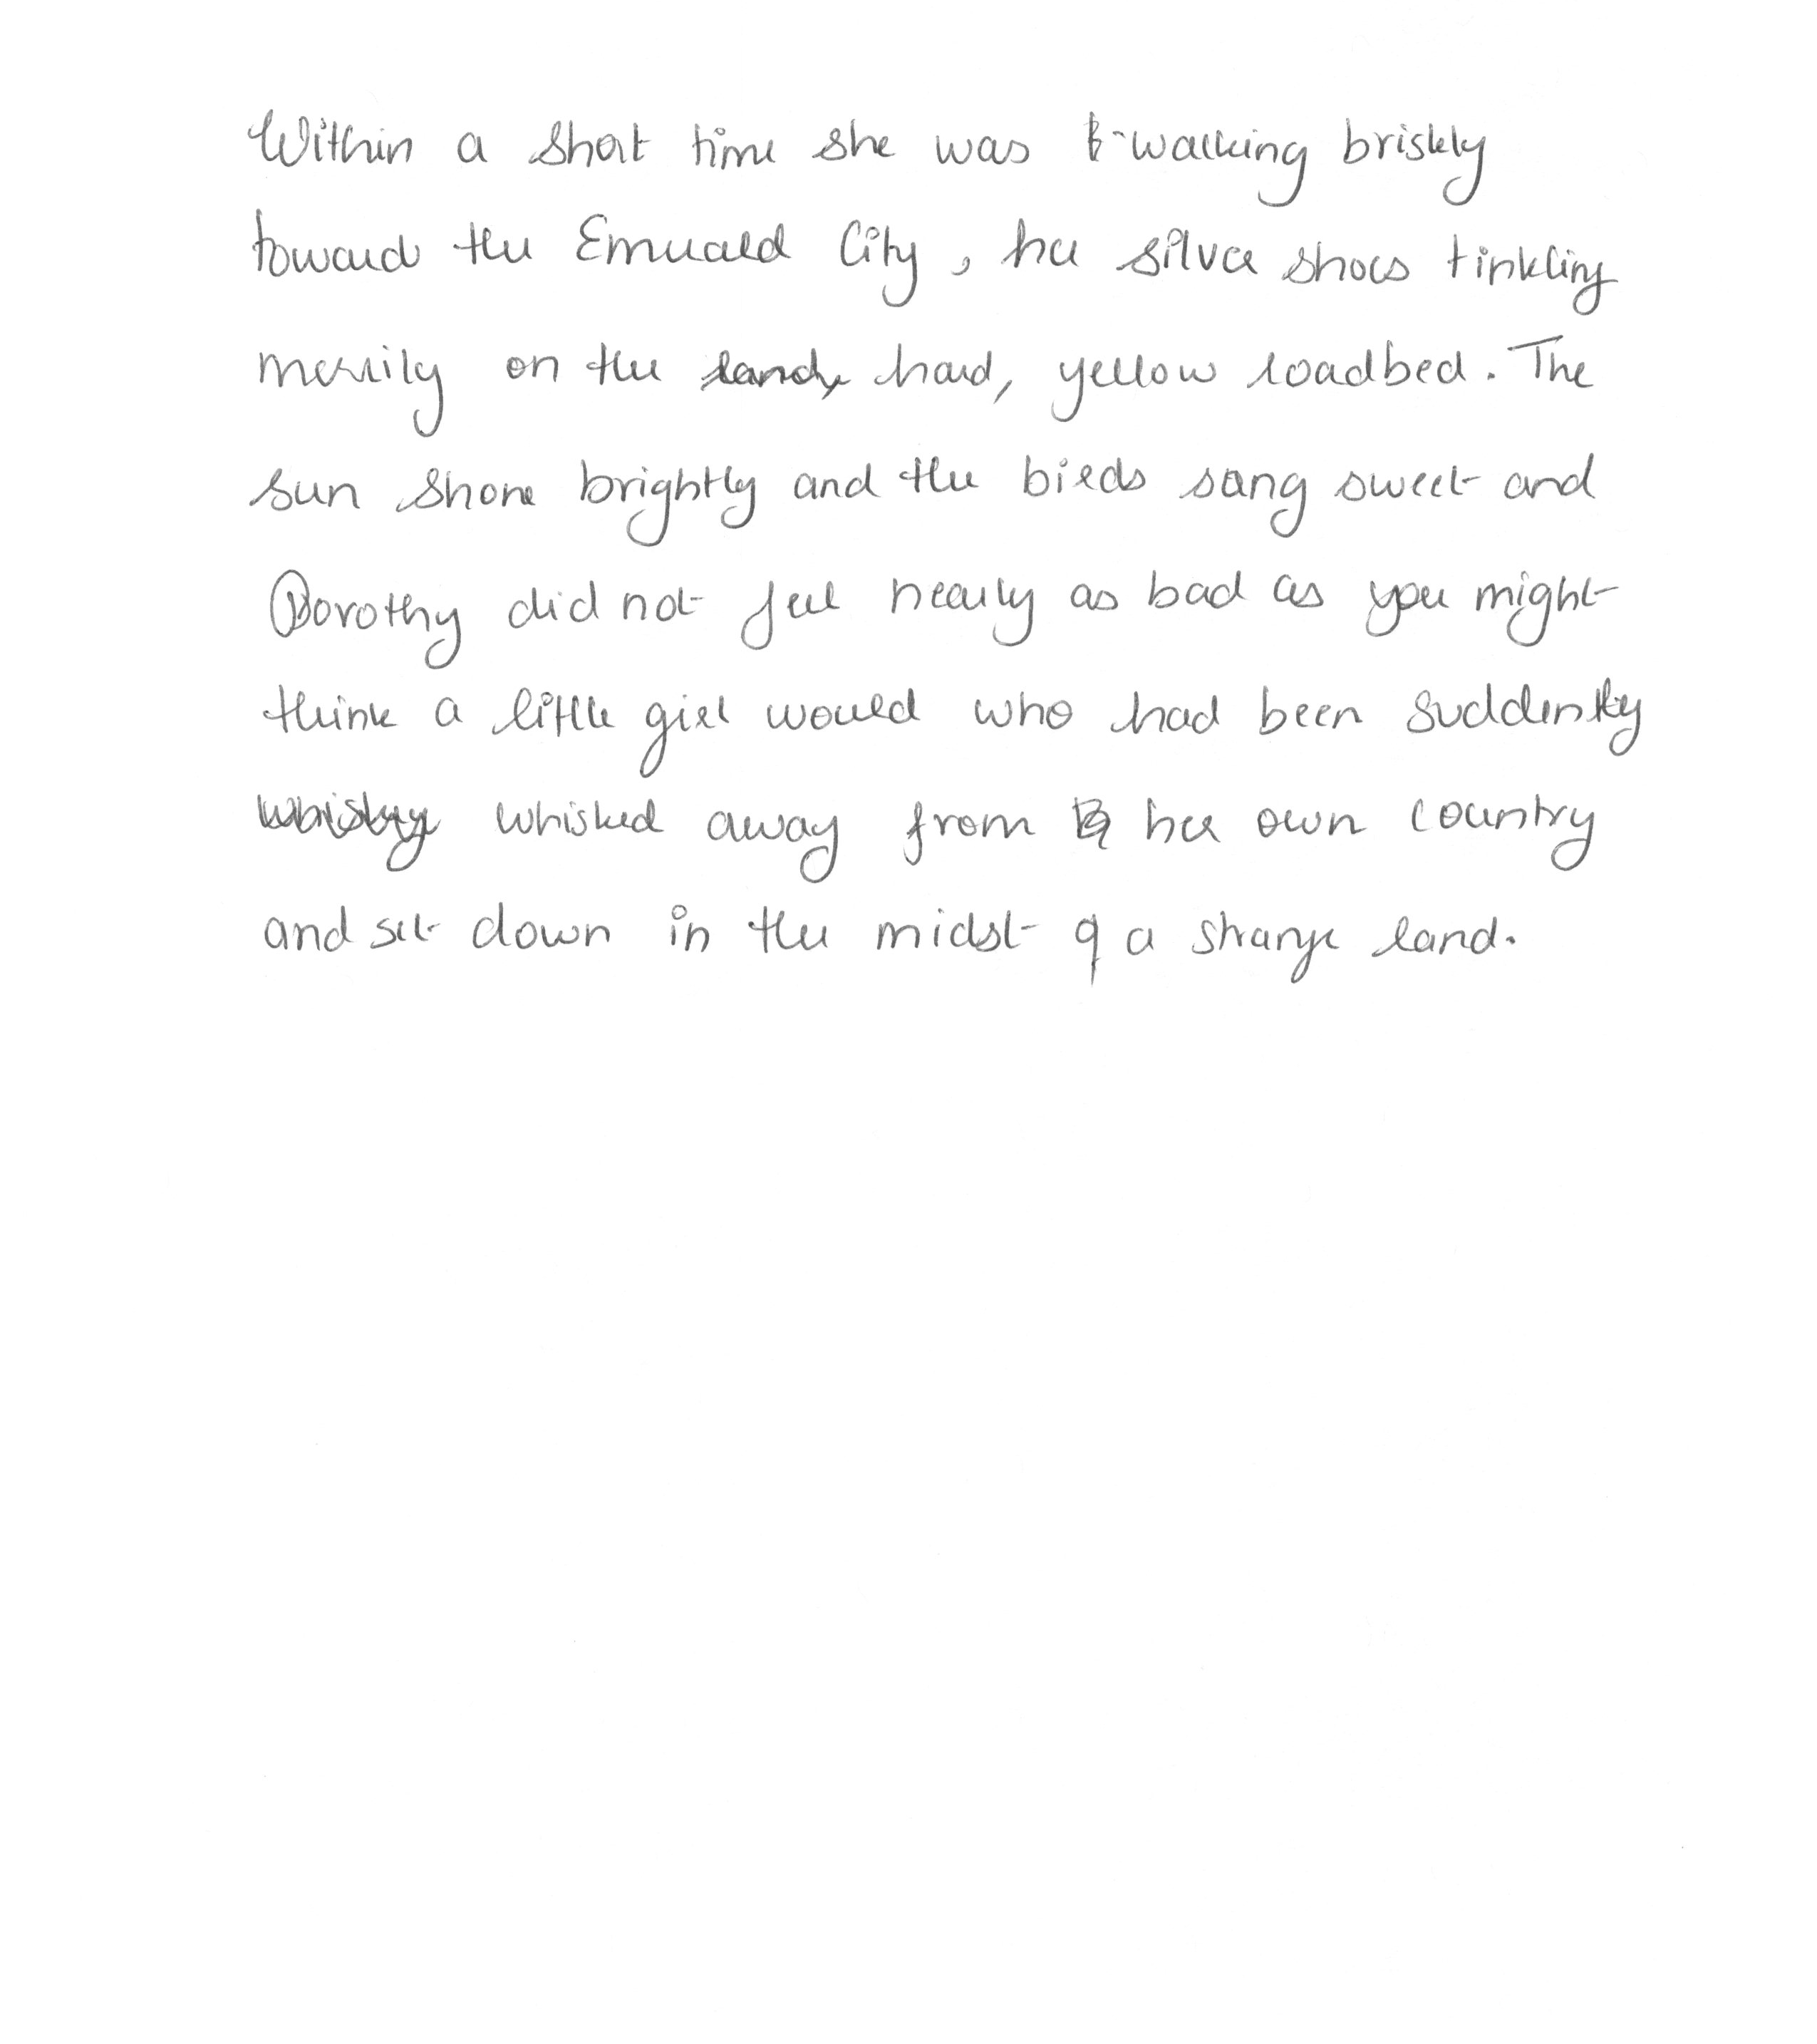 Within a short time she was walking briskly
toward the Emerald City, her silver shoes tinkling
merrily on the hard, yellow roadbed. The
sun shone brightly and the birds sang sweet and
Dorothy did not feel nearly as bad as you might
think a little girl would who had been suddenly
whisked away from her own country
and set down in the midst of a strange land.